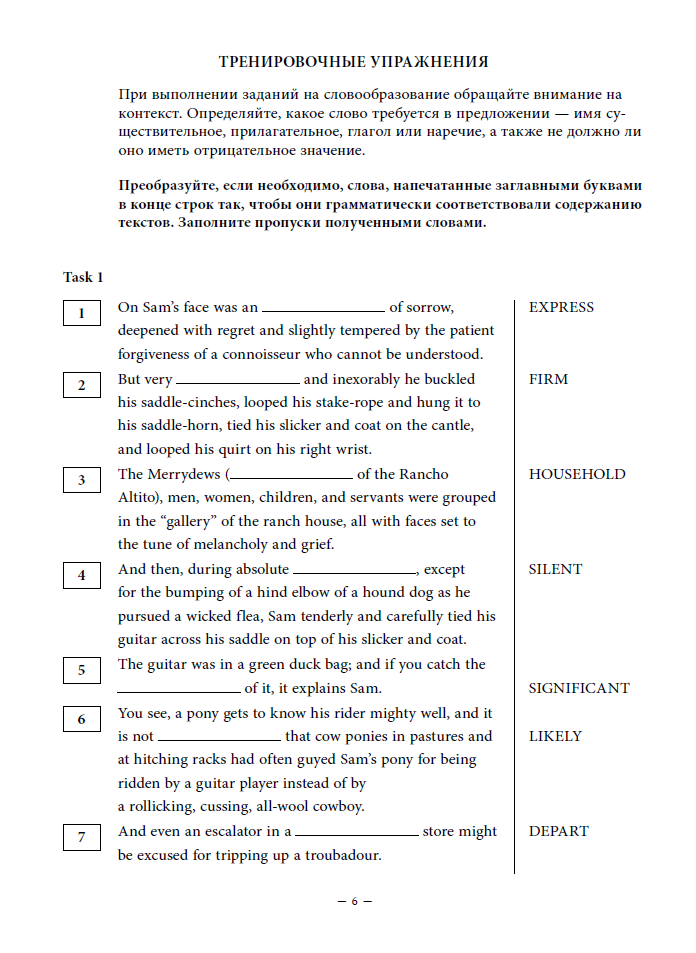 ТРЕНИРОВОЧНЫЕ УПРАЖНЕНИЯ
При выполнении заданий на словообразование обращайте внимание на
контекст. Определяйте, какое слово требуется в предложении — имя су-
ществительное, прилагательное, глагол или наречие, а также не должно ли
оно иметь отрицательное значение.
Преобразуйте, если необходимо, слова, напечатанные заглавными буквами
в конце строк так, чтобы они грамматически соответствовали содержанию
текстов. Заполните пропуски полученными словами.
Task 1
1 On Sam’s face was an ________________ of sorrow, EXPRESS
deepened with regret and slightly tempered by the patient
forgiveness of a connoisseur who cannot be understood.
2 But very ________________ and inexorably he buckled FIRM
his saddle-cinches, looped his stake-rope and hung it to
his saddle-horn, tied his slicker and coat on the cantle,
and looped his quirt on his right wrist.
3 The Merrydews (________________ of the Rancho HOUSEHOLD
Altito), men, women, children, and servants were grouped
in the “gallery” of the ranch house, all with faces set to
the tune of melancholy and grief.
4 And then, during absolute ________________, except SILENT
for the bumping of a hind elbow of a hound dog as he
pursued a wicked flea, Sam tenderly and carefully tied his
guitar across his saddle on top of his slicker and coat.
5 The guitar was in a green duck bag; and if you catch the
________________ of it, it explains Sam. SIGNIFICANT
6 You see, a pony gets to know his rider mighty well, and it
is not ________________ that cow ponies in pastures and LIKELY
at hitching racks had often guyed Sam’s pony for being
ridden by a guitar player instead of by
a rollicking, cussing, all-wool cowboy.
7 And even an escalator in a ________________ store might DEPART
be excused for tripping up a troubadour.
— 6 —